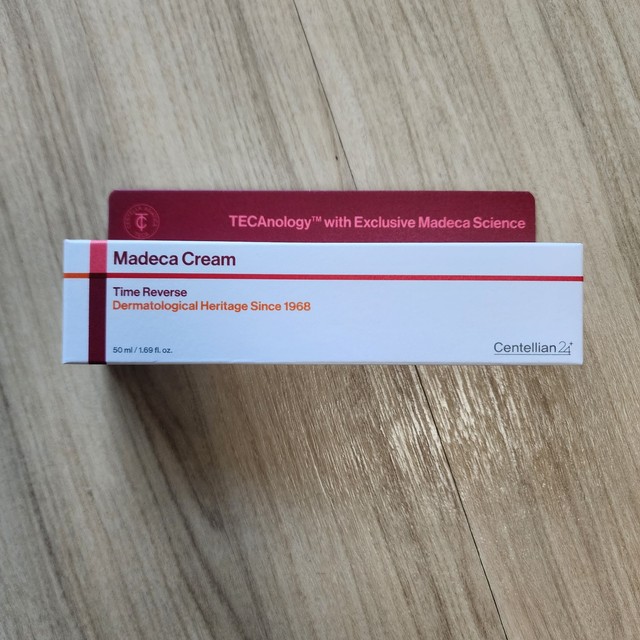 TECAnology™ with Exclusive Madeca Science
Madeca Cream
Time Reverse
Dermatological Heritage Since 1968
50 ml / 1.69 fl. oz.
Centellian24+